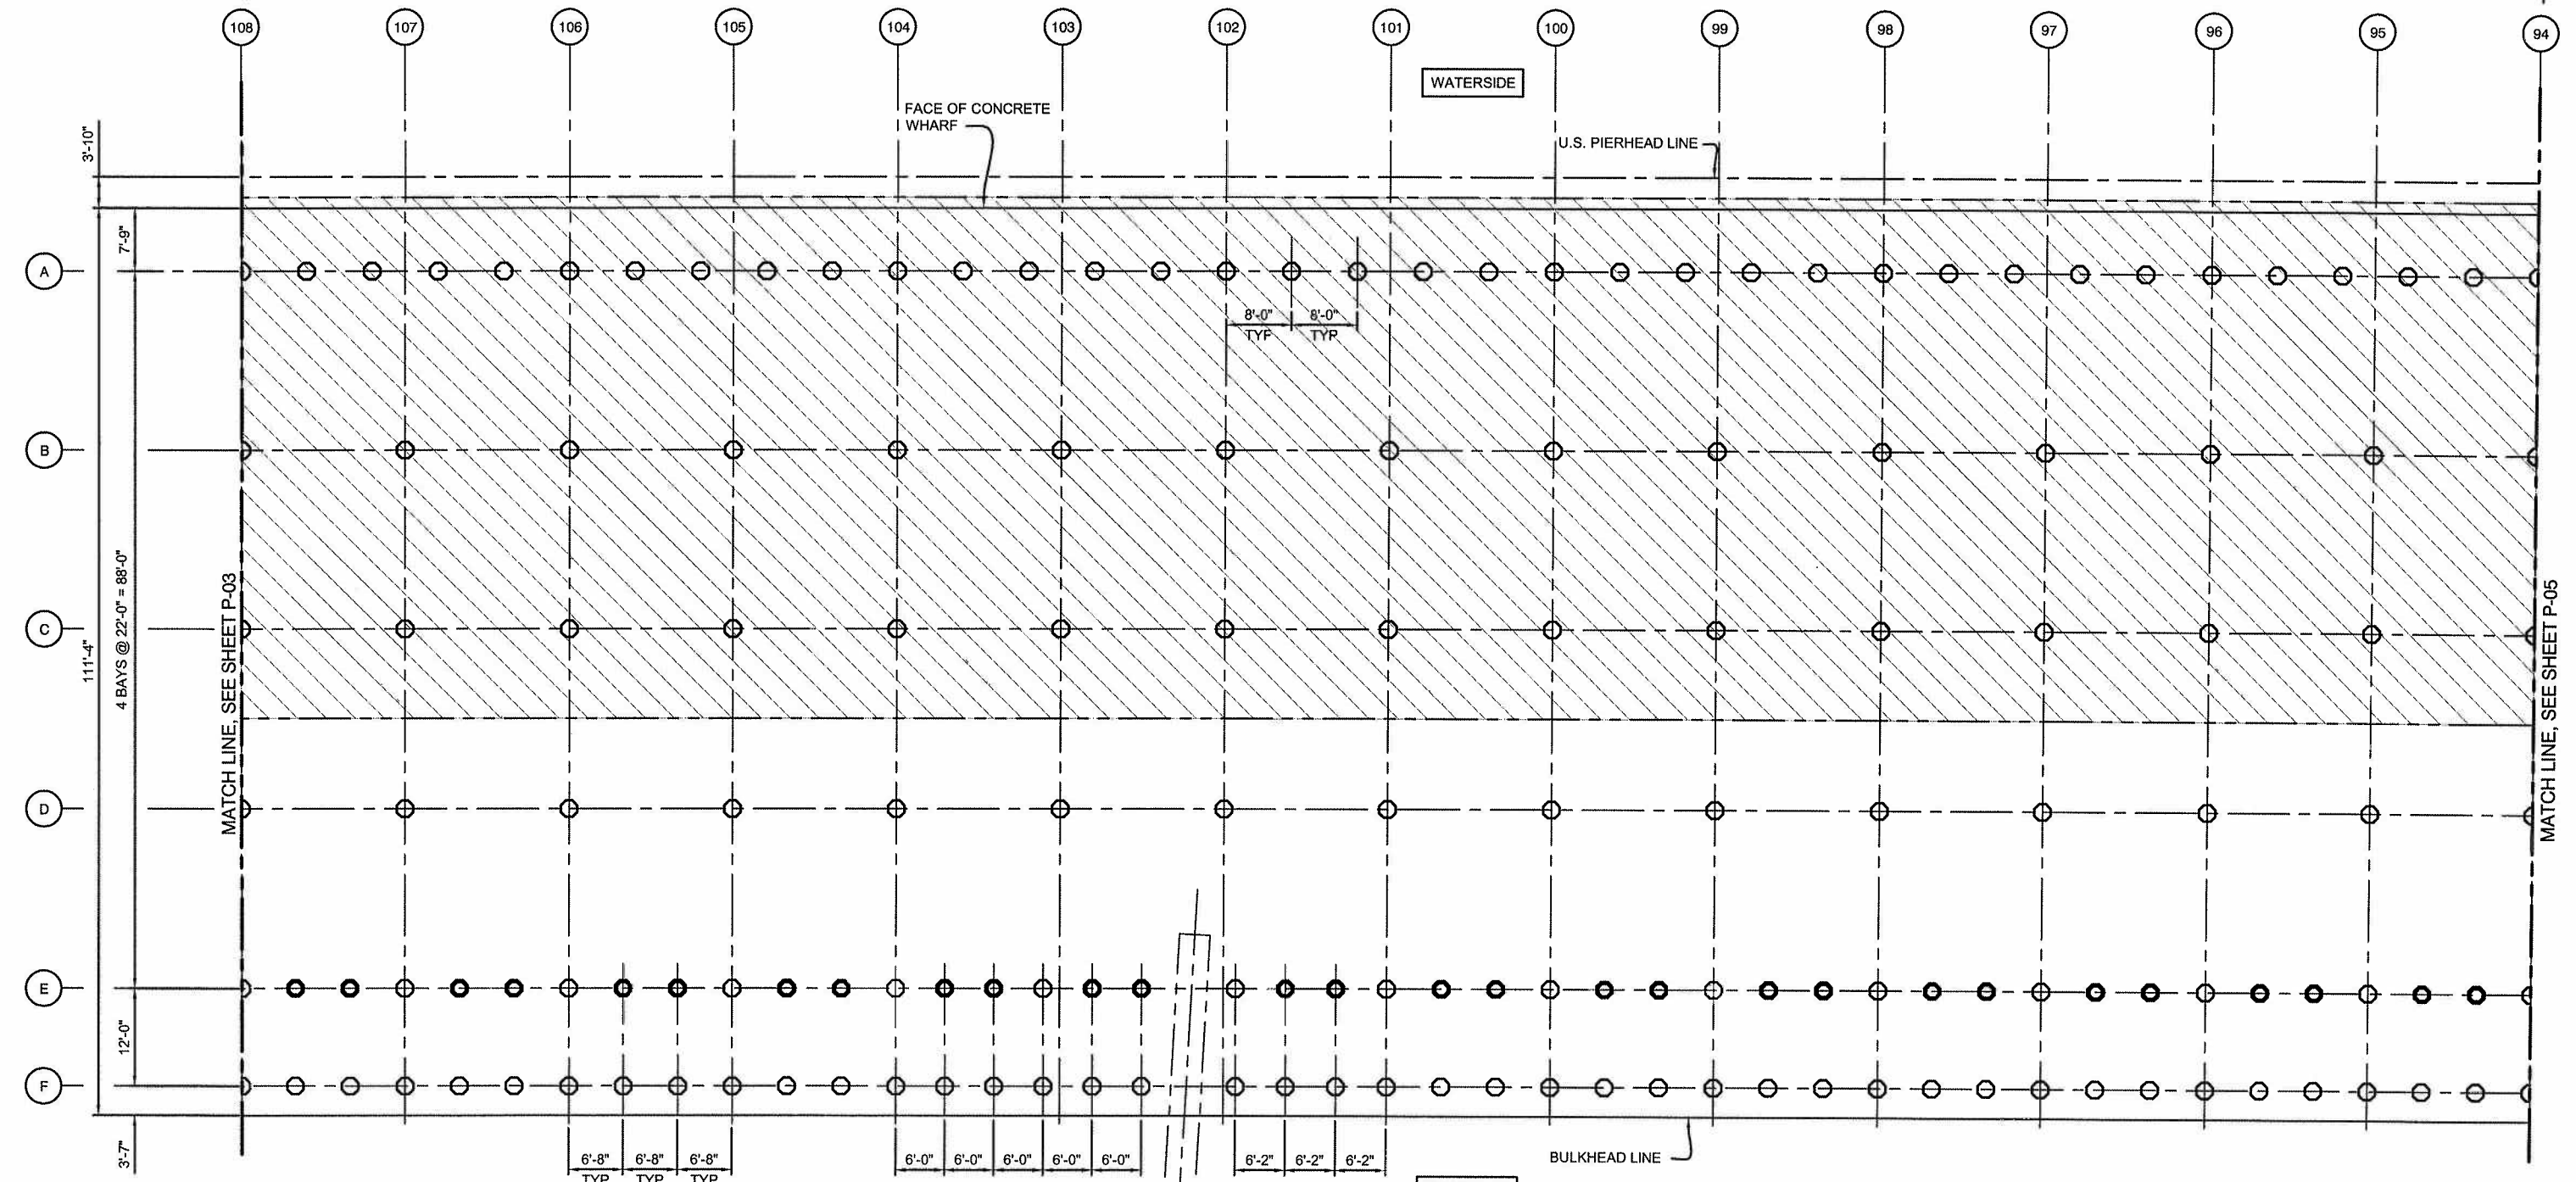 108
107
106
105
104
103
102
101
100
99
98
97
96
95
94
WATERSIDE
FACE OF CONCRETE
WHARF
U.S. PIERHEAD LINE
3'-10"
7'-9"
A
8'-0"
TYP
8'-0"
TYP
B
4 BAYS @ 22'-0" = 88'-0"
111'-4"
C
MATCH LINE, SEE SHEET P-03
MATCH LINE, SEE SHEET P-05
D
E
12'-0"
F
3'-7"
6'-8"
TYP
6'-8"
TYP
6'-8"
TYP
6'-0"
6'-0"
6'-0"
6'-0"
6'-0"
6'-2"
6'-2"
6'-2"
BULKHEAD LINE